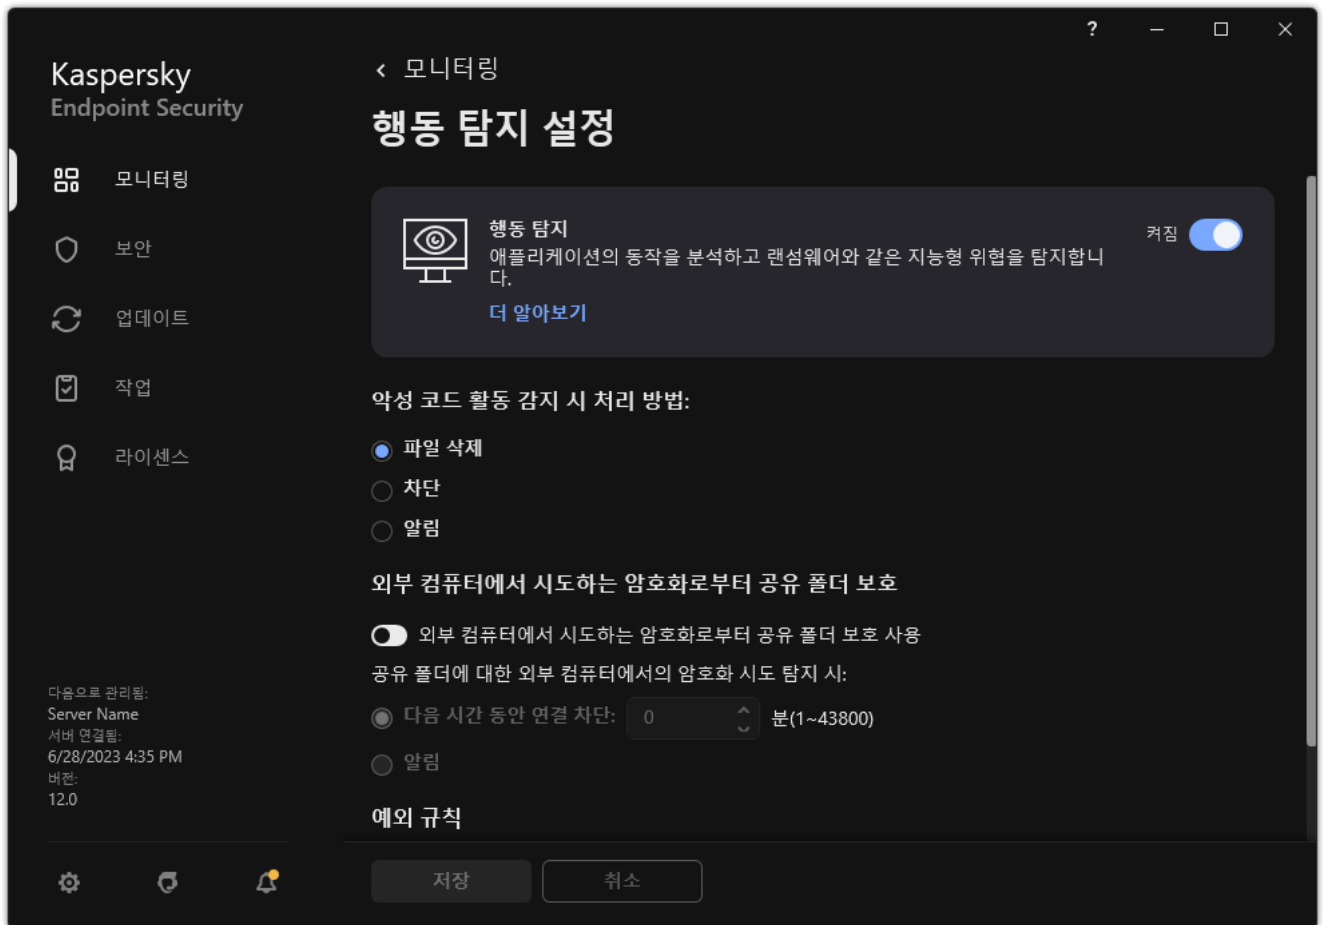 ?
Kaspersky
Endpoint Security
모니터링
보안
업데이트
작업
라이센스
다음으로 관리됨:
Server Name
서버 연결됨:
6/28/2023 4:35 PM
버전:
12.0
모니터링
행동 탐지 설정
행동 탐지
애플리케이션의 동작을 분석하고 랜섬웨어와 같은 지능형 위협을 탐지합니
다.
더 알아보기
켜짐
악성 코드 활동 감지 시 처리 방법:
파일 삭제
차단
알림
외부 컴퓨터에서 시도하는 암호화로부터 공유 폴더 보호
외부 컴퓨터에서 시도하는 암호화로부터 공유 폴더 보호 사용
공유 폴더에 대한 외부 컴퓨터에서의 암호화 시도 탐지 시:
다음 시간 동안 연결 차단: 0 분(1~43800)
알림
예외 규칙
저장 취소